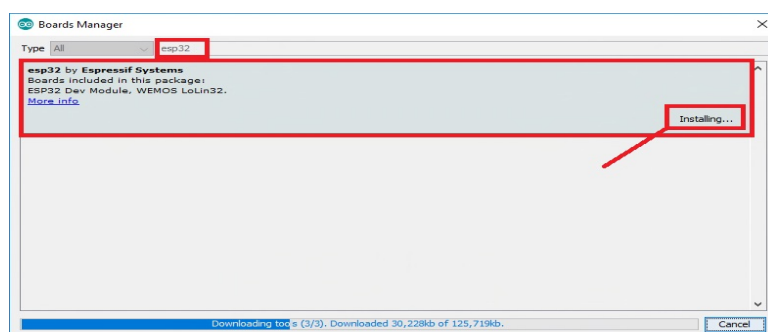 Boards Manager
Type All esp32
esp32 by Espressif Systems
Boards included in this package:
ESP32 Dev Module, WEMOS LoLin32.
More info
Installing...
Downloading tools (3/3). Downloaded 30,228kb of 125,719kb.
Cancel